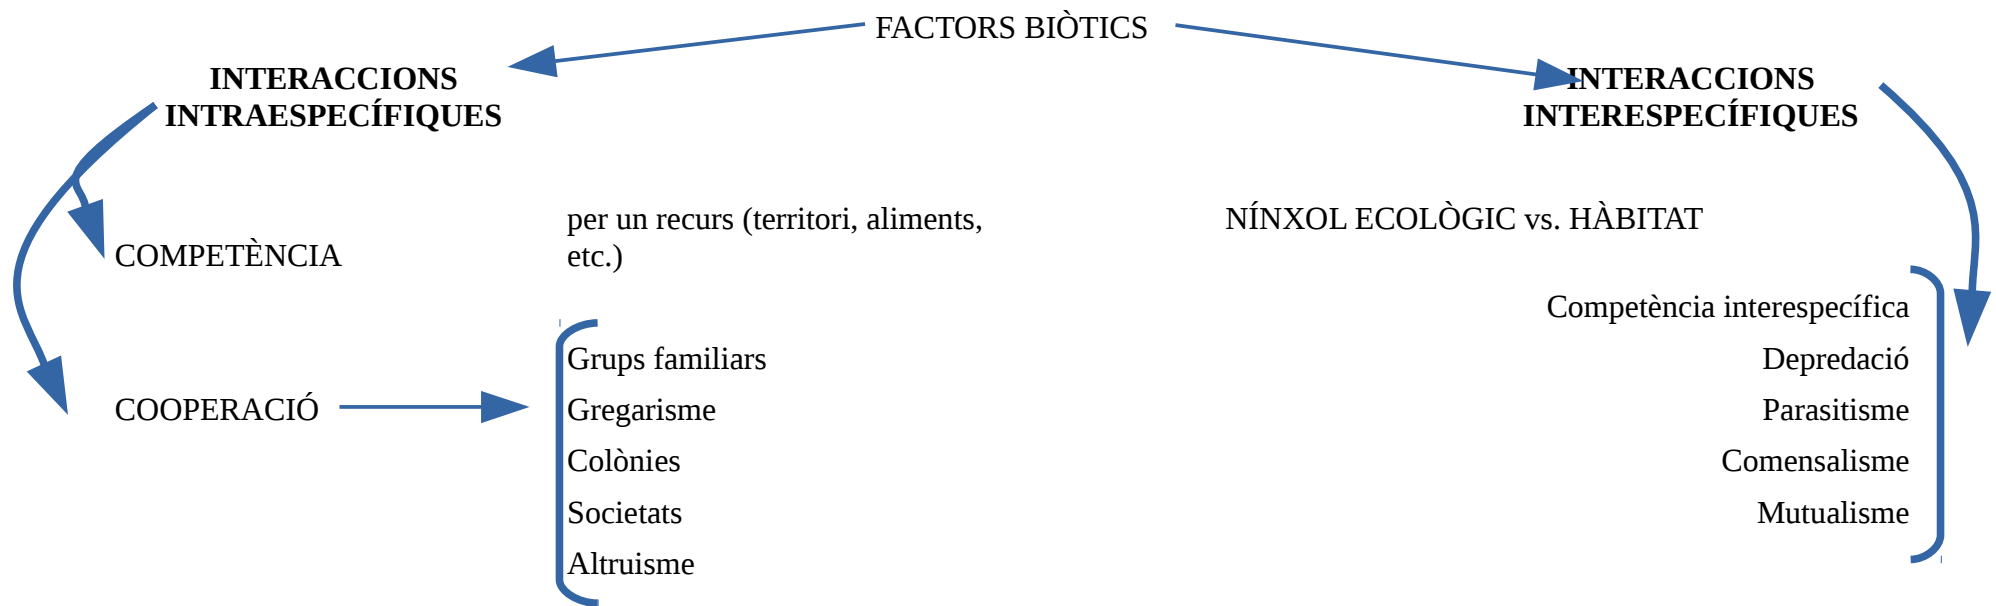 FACTORS BIÒTICS
INTERACCIONS
INTRAESPECÍFIQUES
INTERACCIONS
INTERESPECÍFIQUES
per un recurs (territori, aliments,
etc.)
NÍNXOL ECOLÒGIC vs. HÀBITAT
COMPETÈNCIA
COOPERACIÓ
Grups familiars
Gregarisme
Colònies
Societats
Altruisme
Competència interespecífica
Depredació
Parasitisme
Comensalisme
Mutualisme